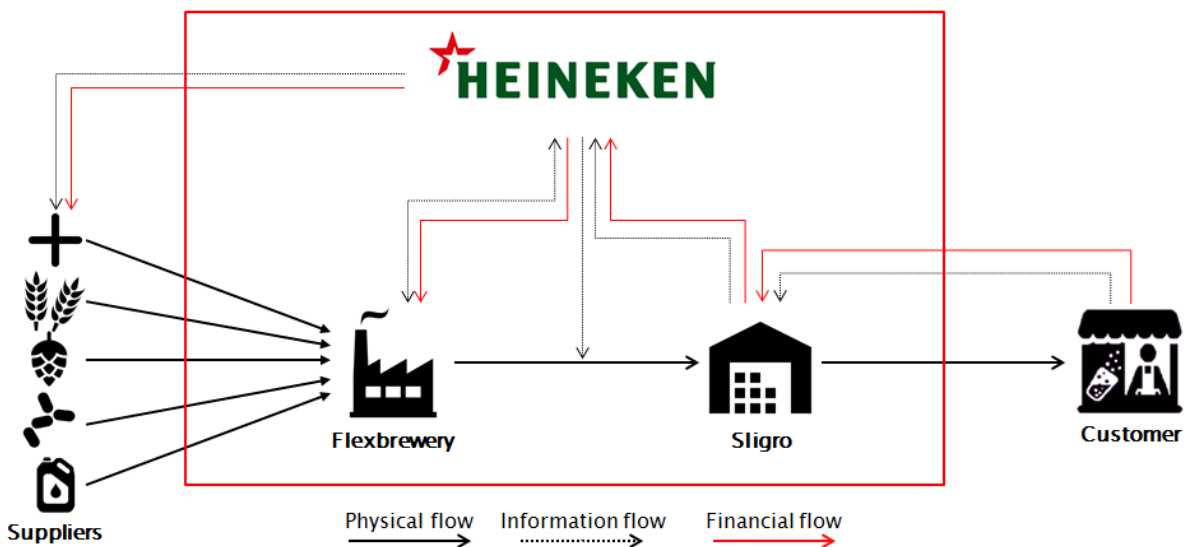 HEINEKEN
Flexbrewery
Sligro
Customer
Suppliers
Physical flow
Information flow
Financial flow